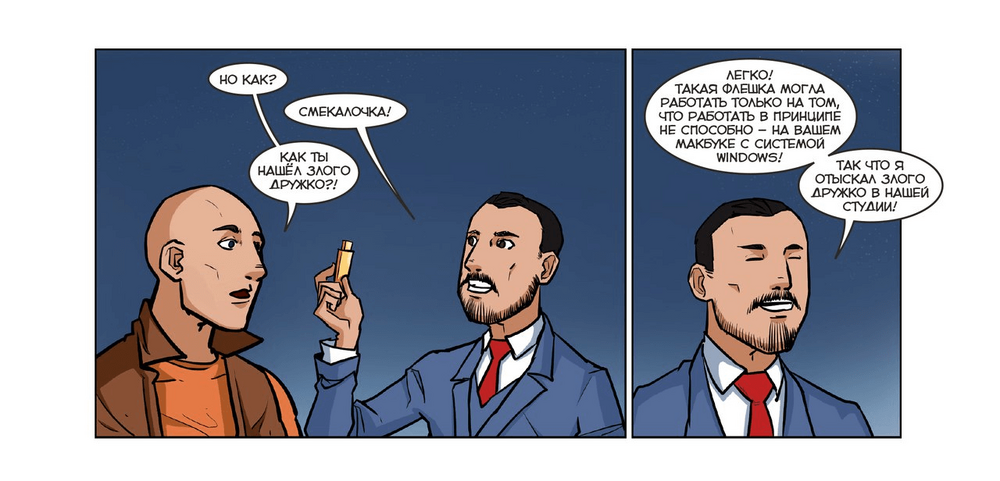 НО КАК?
СМЕКАЛОЧКА!
КАК ТЫ
НАШЁЛ ЗЛОГО
ДРУЖКО?!
ЛЕГКО!
ТАКАЯ ФЛЕШКА МОГЛА
РАБОТАТЬ ТОЛЬКО НА ТОМ,
ЧТО РАБОТАТЬ В ПРИНЦИПЕ
НЕ СПОСОБНО – НА ВАШЕМ
МАКБУКЕ С СИСТЕМОЙ
WINDOWS!
ТАК ЧТО Я
ОТЫСКАЛ ЗЛОГО
ДРУЖКО В НАШЕЙ
СТУДИИ!